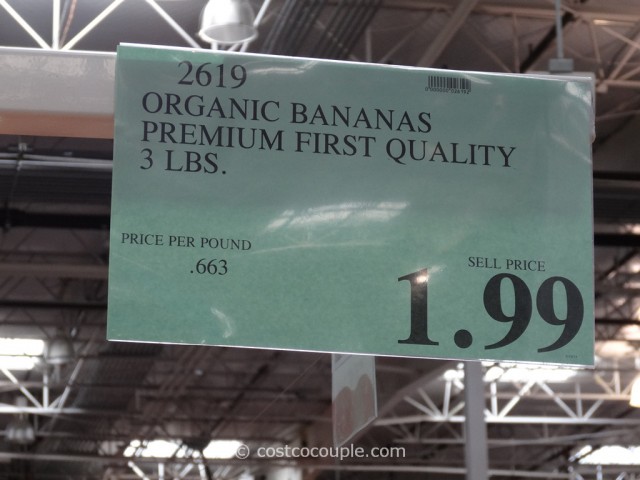 2619
ORGANIC BANANAS
PREMIUM FIRST QUALITY
3 LBS.
PRICE PER POUND
.663
SELL PRICE
1.99
© costcocouple.com